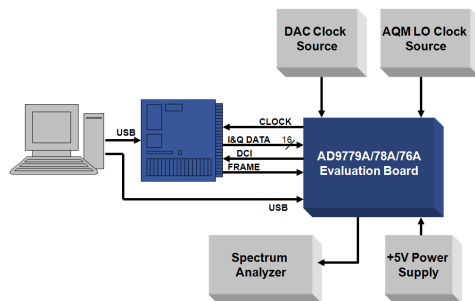 DAC Clock
Source
AQM LO Clock
Source
USB
CLOCK
I&Q DATA
16
DCI
FRAME
AD9779A/78A/76A
Evaluation Board
USB
Spectrum
Analyzer
+5V Power
Supply